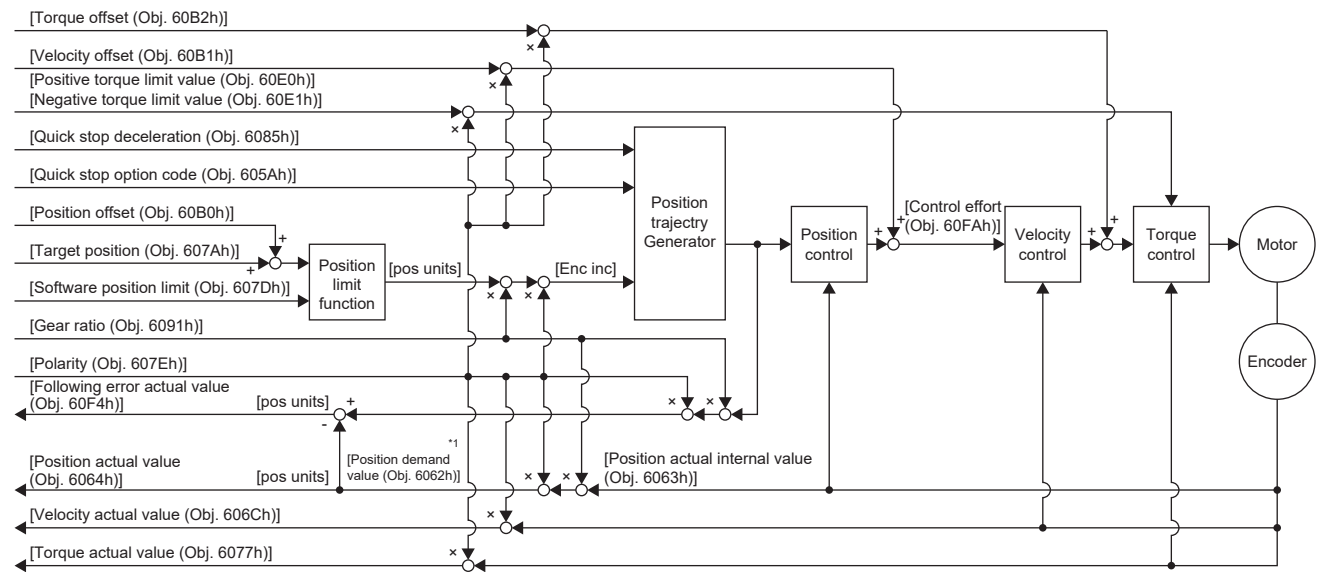 [Torque offset (Obj. 60B2h)]
×
[Velocity offset (Obj. 60B1h)]
×
[Positive torque limit value (Obj. 60E0h)]
[Negative torque limit value (Obj. 60E1h)]
×
[Quick stop deceleration (Obj. 6085h)]
[Quick stop option code (Obj. 605Ah)]
[Position offset (Obj. 60B0h)]
+
[Target position (Obj. 607Ah)]
+
[Software position limit (Obj. 607Dh)]
Position
limit
function
[pos units]
×
×
[Enc inc]
Position
trajectry
Generator
Position
control
+
+
[Control effort
(Obj. 60FAh)]
Velocity
control
+
+
Torque
control
Motor
Encoder
[Gear ratio (Obj. 6091h)]
[Polarity (Obj. 607Eh)]
[Following error actual value
(Obj. 60F4h)]
[pos units]
+
-
×
×
*1
[Position demand
value (Obj. 6062h)]
[Position actual value
(Obj. 6064h)]
[pos units]
×
×
[Position actual internal value
(Obj. 6063h)]
[Velocity actual value (Obj. 606Ch)]
×
[Torque actual value (Obj. 6077h)]
×